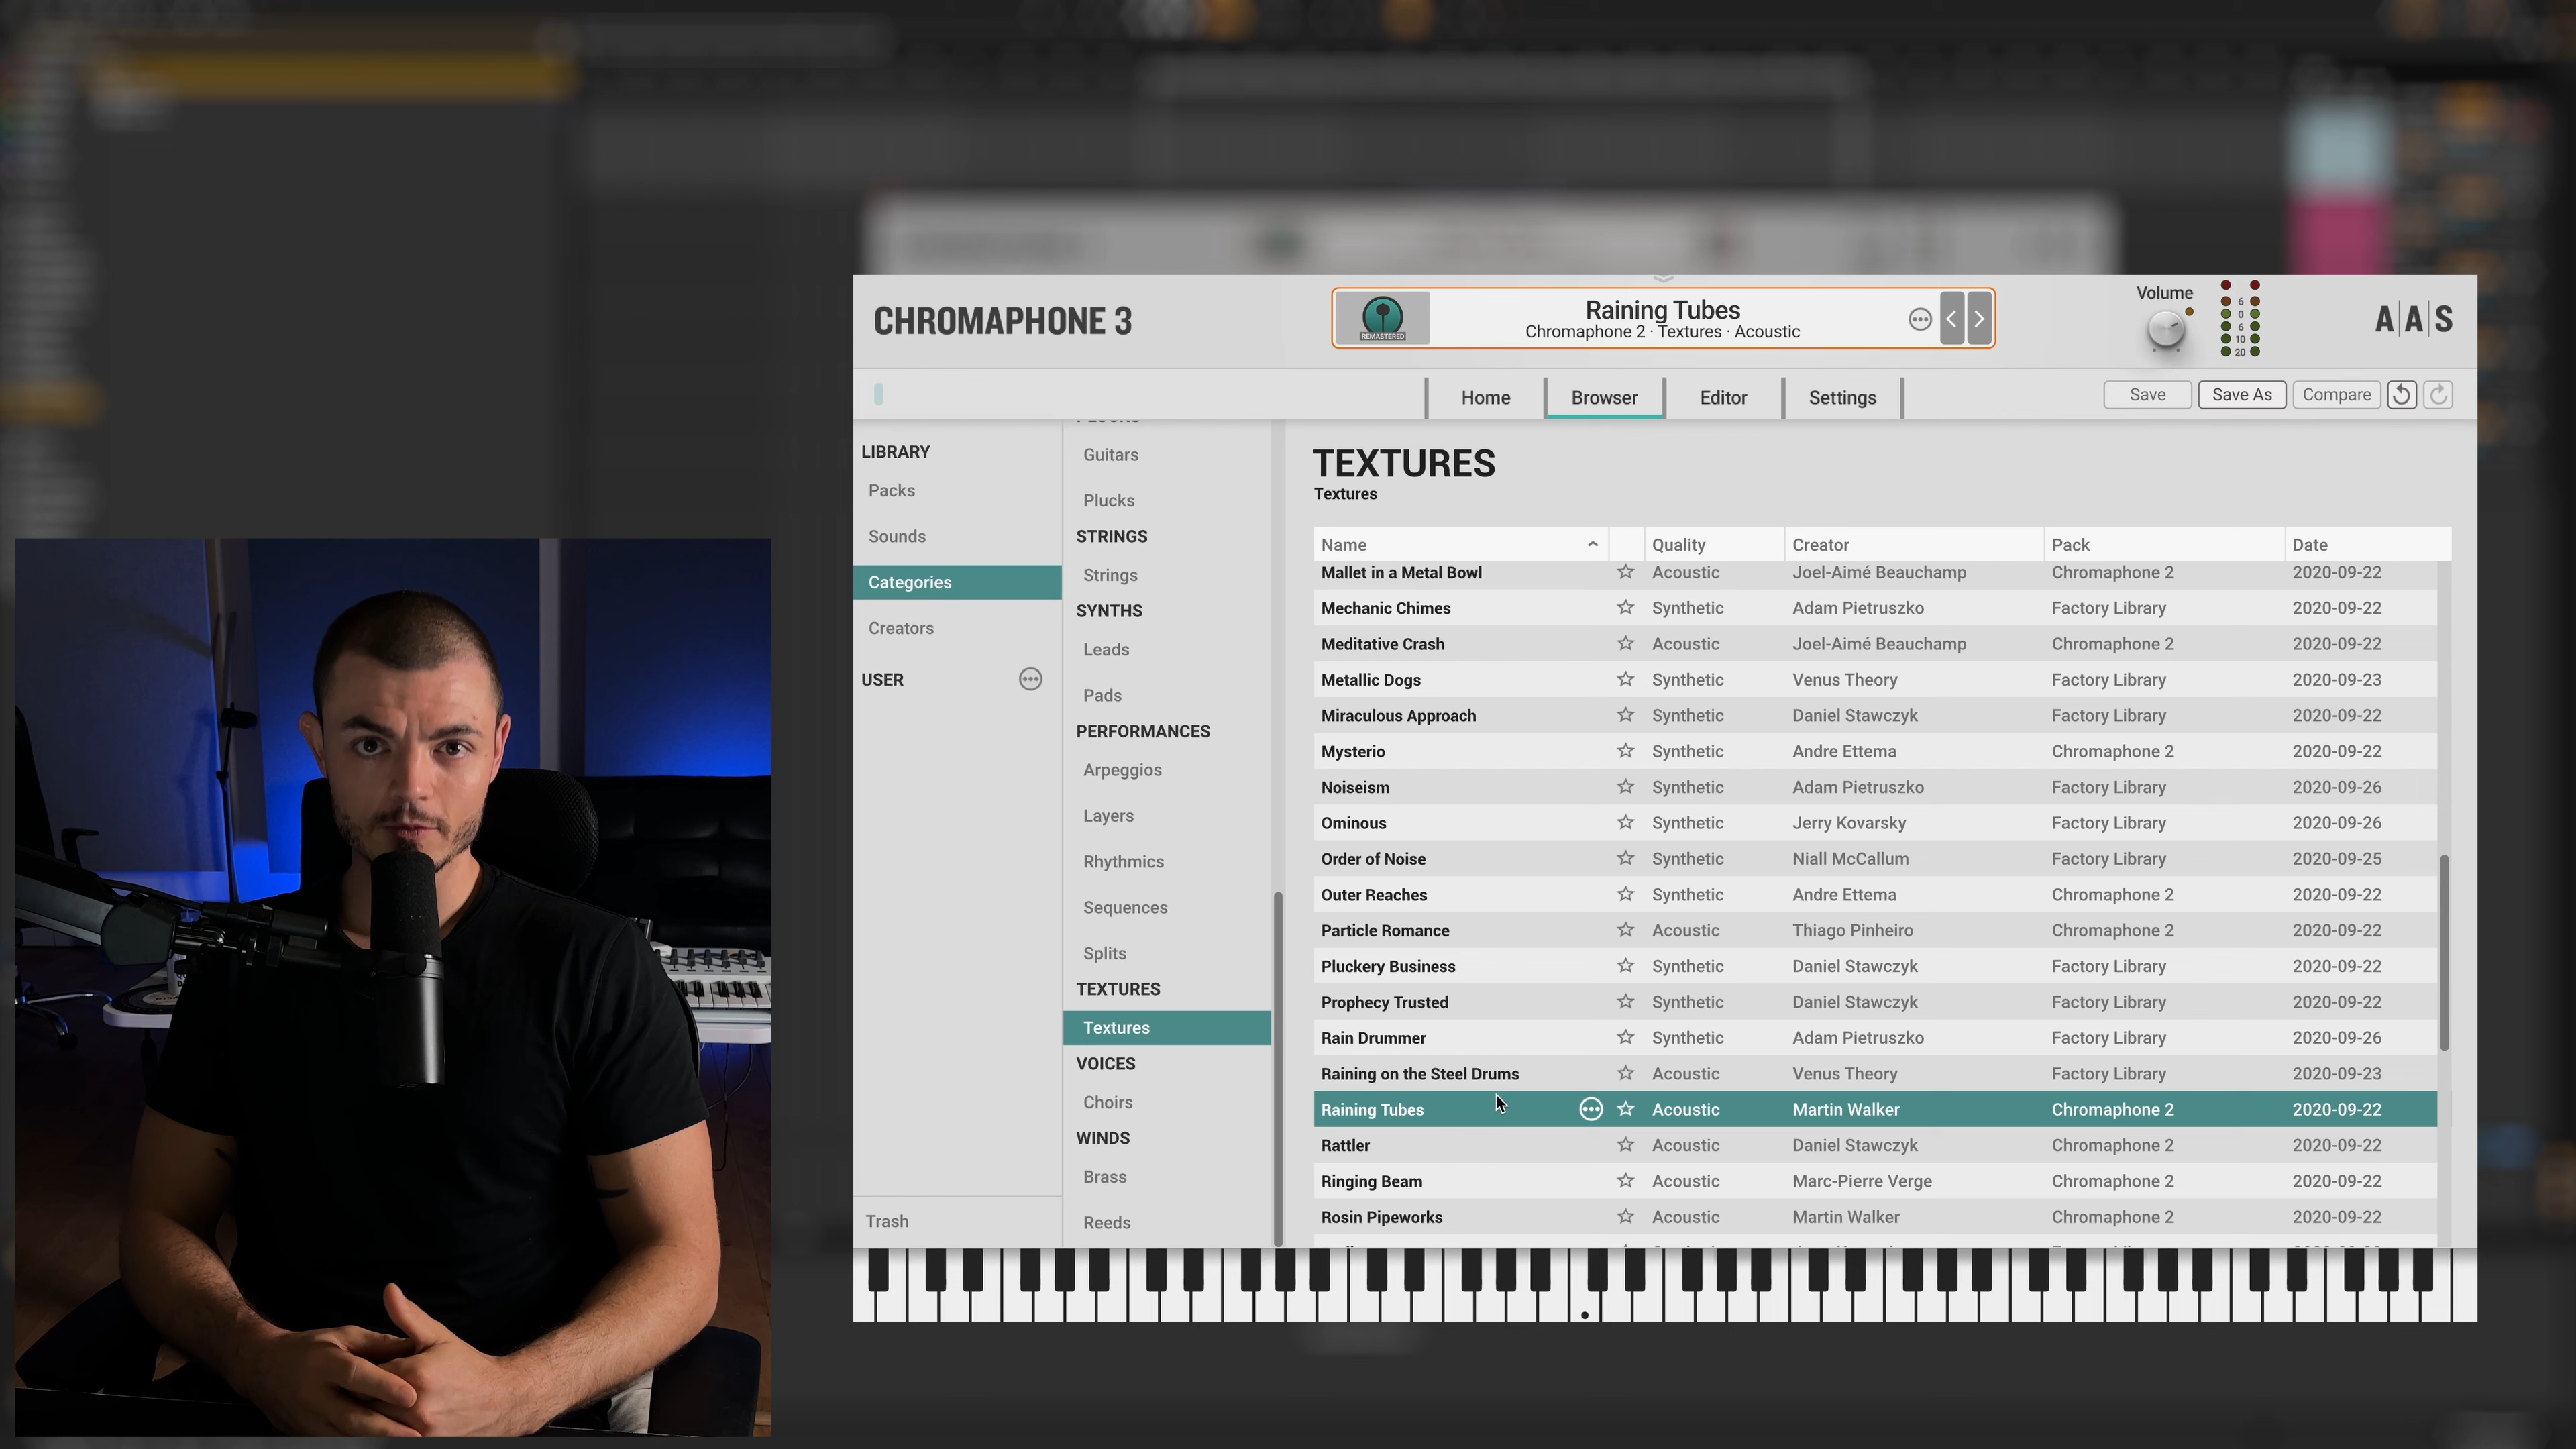 CHROMAPHONE 3
REMASTERED
Raining Tubes
Chromaphone 2 · Textures · Acoustic
Volume
6
0
6
10
20
A|A|S
Home
Browser
Editor
Settings
Save
Save As
Compare
LIBRARY
Packs
Sounds
Categories
Creators
USER
Trash
PLUCKS
Guitars
Plucks
STRINGS
Strings
SYNTHS
Leads
Pads
PERFORMANCES
Arpeggios
Layers
Rhythmics
Sequences
Splits
TEXTURES
Textures
VOICES
Choirs
WINDS
Brass
Reeds
TEXTURES
Textures
Name Quality Creator Pack Date
Mallet in a Metal Bowl Acoustic Joel-Aimé Beauchamp Chromaphone 2 2020-09-22
Mechanic Chimes Synthetic Adam Pietruszko Factory Library 2020-09-22
Meditative Crash Acoustic Joel-Aimé Beauchamp Chromaphone 2 2020-09-22
Metallic Dogs Synthetic Venus Theory Factory Library 2020-09-23
Miraculous Approach Synthetic Daniel Stawczyk Factory Library 2020-09-22
Mysterio Synthetic Andre Ettema Chromaphone 2 2020-09-22
Noiseism Synthetic Adam Pietruszko Factory Library 2020-09-26
Ominous Synthetic Jerry Kovarsky Factory Library 2020-09-26
Order of Noise Synthetic Niall McCallum Factory Library 2020-09-25
Outer Reaches Synthetic Andre Ettema Chromaphone 2 2020-09-22
Particle Romance Acoustic Thiago Pinheiro Chromaphone 2 2020-09-22
Pluckery Business Synthetic Daniel Stawczyk Factory Library 2020-09-22
Prophecy Trusted Synthetic Daniel Stawczyk Factory Library 2020-09-22
Rain Drummer Synthetic Adam Pietruszko Factory Library 2020-09-26
Raining on the Steel Drums Acoustic Venus Theory Factory Library 2020-09-23
Raining Tubes Acoustic Martin Walker Chromaphone 2 2020-09-22
Rattler Acoustic Daniel Stawczyk Chromaphone 2 2020-09-22
Ringing Beam Acoustic Marc-Pierre Verge Chromaphone 2 2020-09-22
Rosin Pipeworks Acoustic Martin Walker Chromaphone 2 2020-09-22